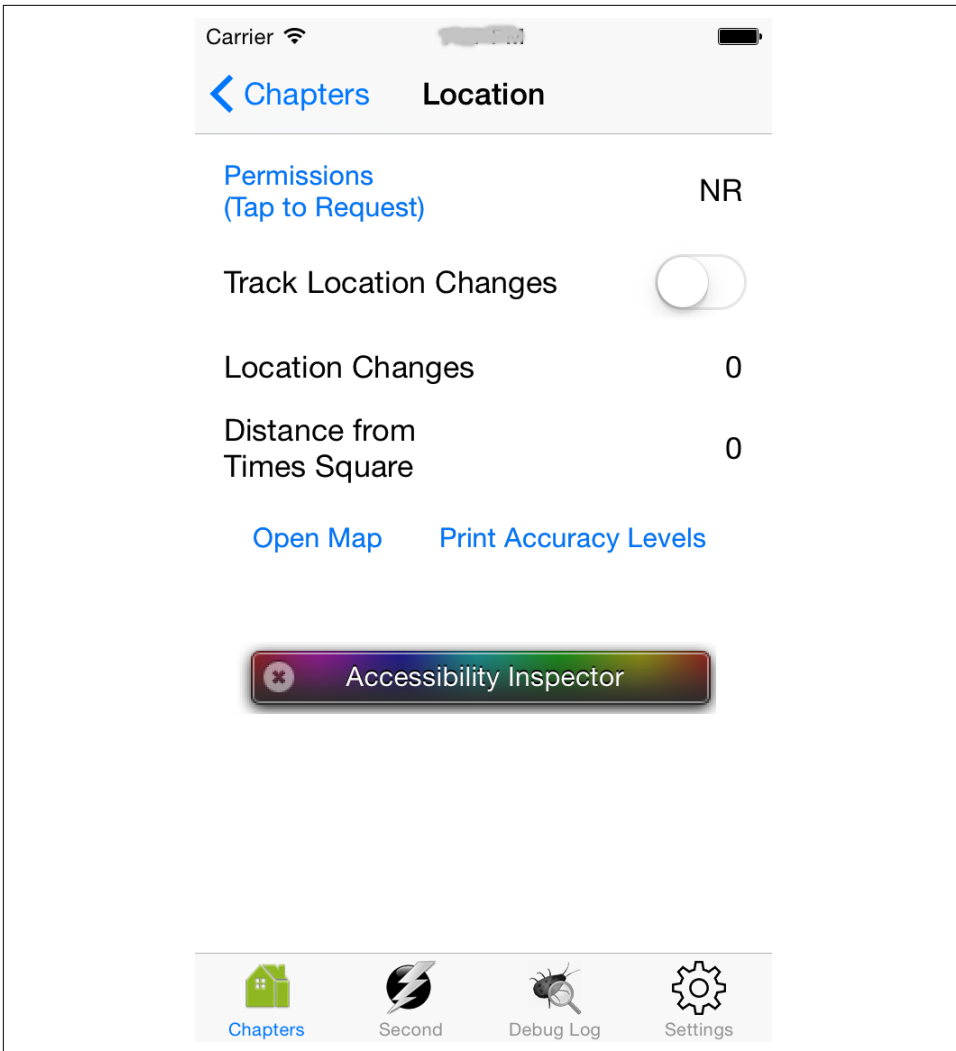 Carrier
Chapters Location
Permissions
(Tap to Request) NR
Track Location Changes
Location Changes 0
Distance from
Times Square 0
Open Map Print Accuracy Levels
Accessibility Inspector
Chapters Second Debug Log Settings